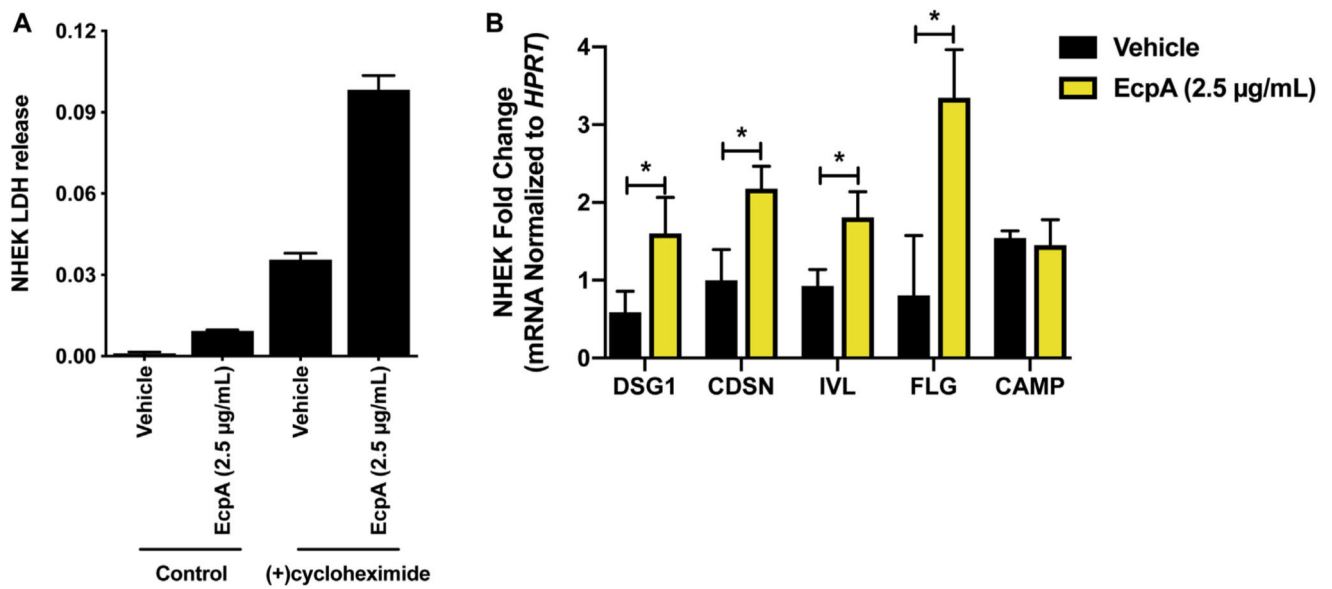 A
NHEK LDH release
0.12
0.09
0.06
0.03
0.00
Vehicle
EcpA (2.5 µg/mL)
Vehicle
EcpA (2.5 µg/mL)
Control
(+)cycloheximide
B
NHEK Fold Change
(mRNA Normalized to HPRT)
4
3
2
1
0
*
*
*
*
DSG1
CDSN
IVL
FLG
CAMP
Vehicle
EcpA (2.5 µg/mL)